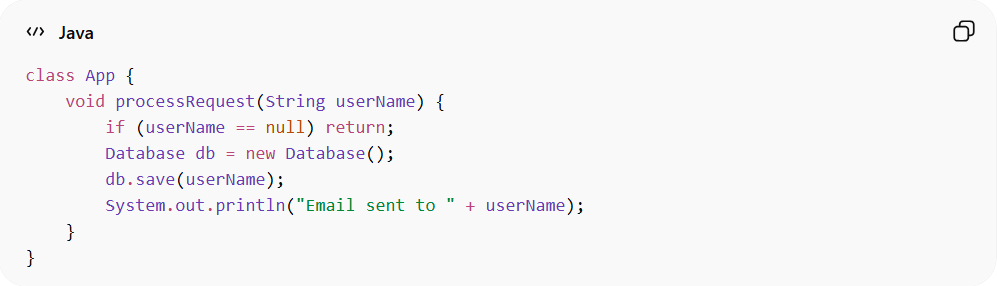 Java
class App {
    void processRequest(String userName) {
        if (userName == null) return;
        Database db = new Database();
        db.save(userName);
        System.out.println("Email sent to " + userName);
    }
}